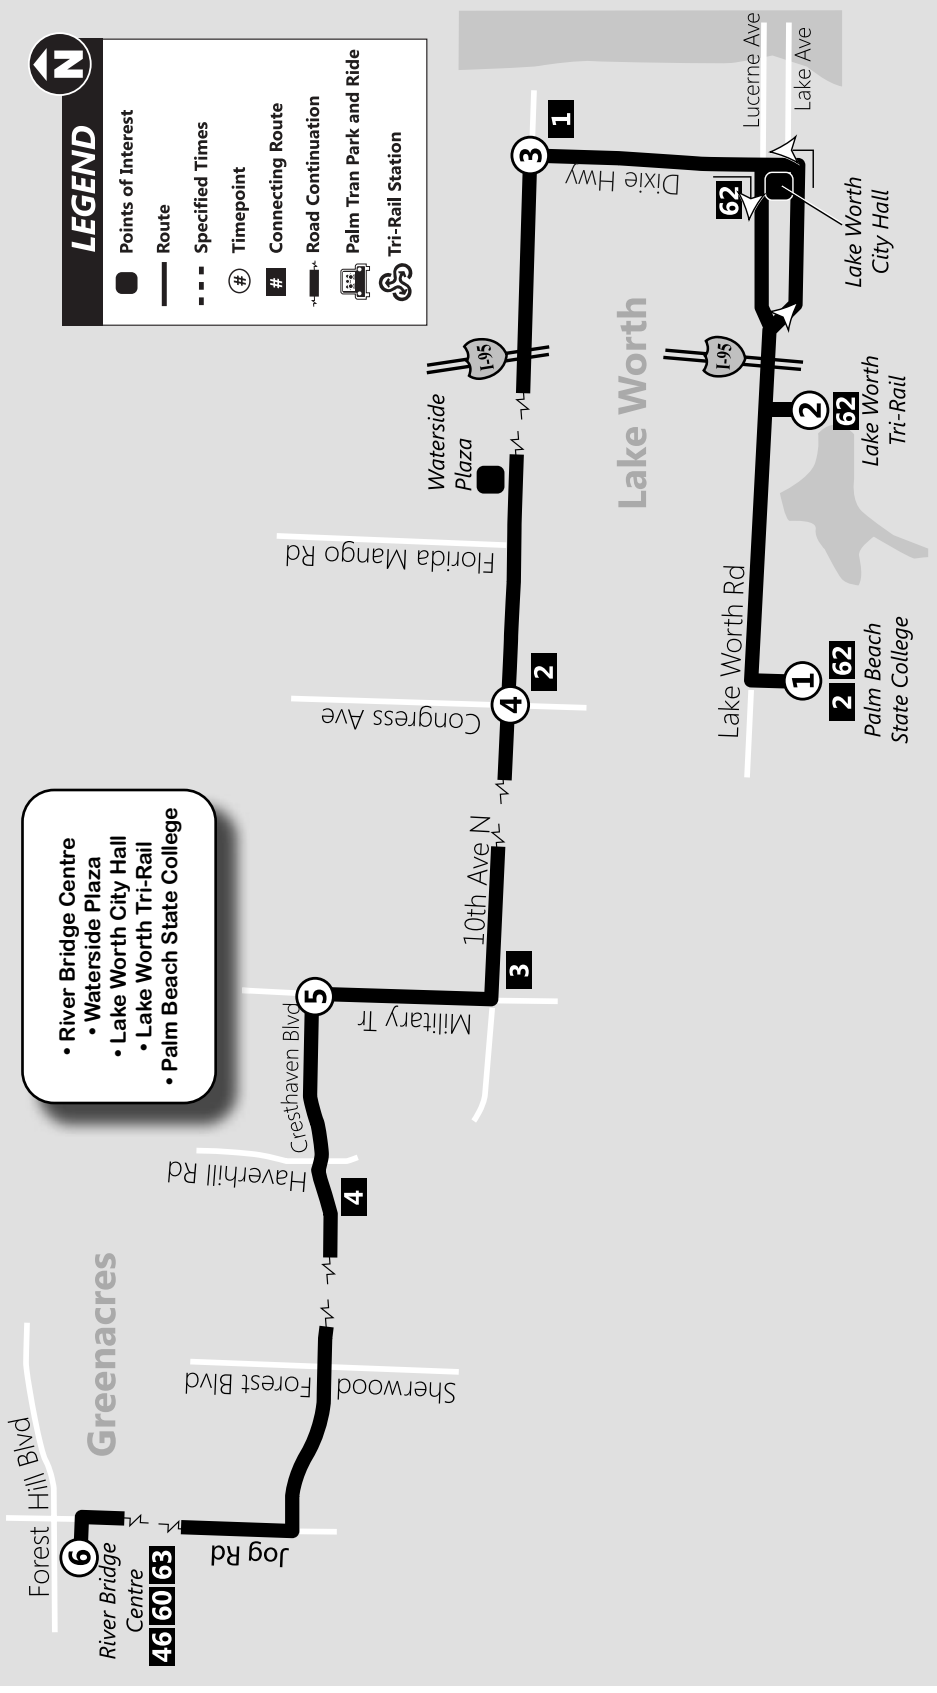 N
LEGEND
Points of Interest
Route
Specified Times
# Timepoint
# Connecting Route
Road Continuation
Palm Tran Park and Ride
Tri-Rail Station
• River Bridge Centre
• Waterside Plaza
• Lake Worth City Hall
• Lake Worth Tri-Rail
• Palm Beach State College
Forest Hill Blvd
6
River Bridge
Centre
46 60 63
Jog Rd
Greenacres
Sherwood Forest Blvd
Haverhill Rd
4
Cresthaven Blvd
5
Military Tr
3
10th Ave N
Congress Ave
4
2
Florida Mango Rd
Waterside
Plaza
I-95
3
1
Dixie Hwy
Lake Worth
62
Lucerne Ave
Lake Ave
Lake Worth
City Hall
I-95
2
62
Lake Worth
Tri-Rail
Lake Worth Rd
1
2 62
Palm Beach
State College